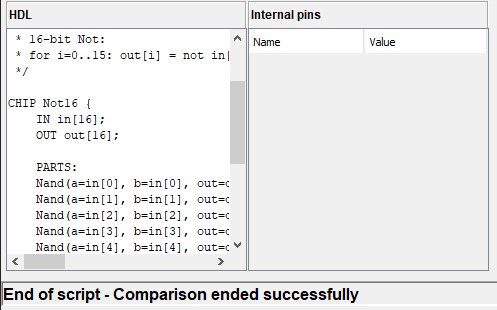 HDL
* 16-bit Not:
* for i=0..15: out[i] = not in[
*/
CHIP Not16 {
IN in[16];
OUT out[16];
PARTS:
Nand(a=in[0], b=in[0], out=o
Nand(a=in[1], b=in[1], out=o
Nand(a=in[2], b=in[2], out=o
Nand(a=in[3], b=in[3], out=o
Nand(a=in[4], b=in[4], out=o
Internal pins
Name Value
End of script - Comparison ended successfully